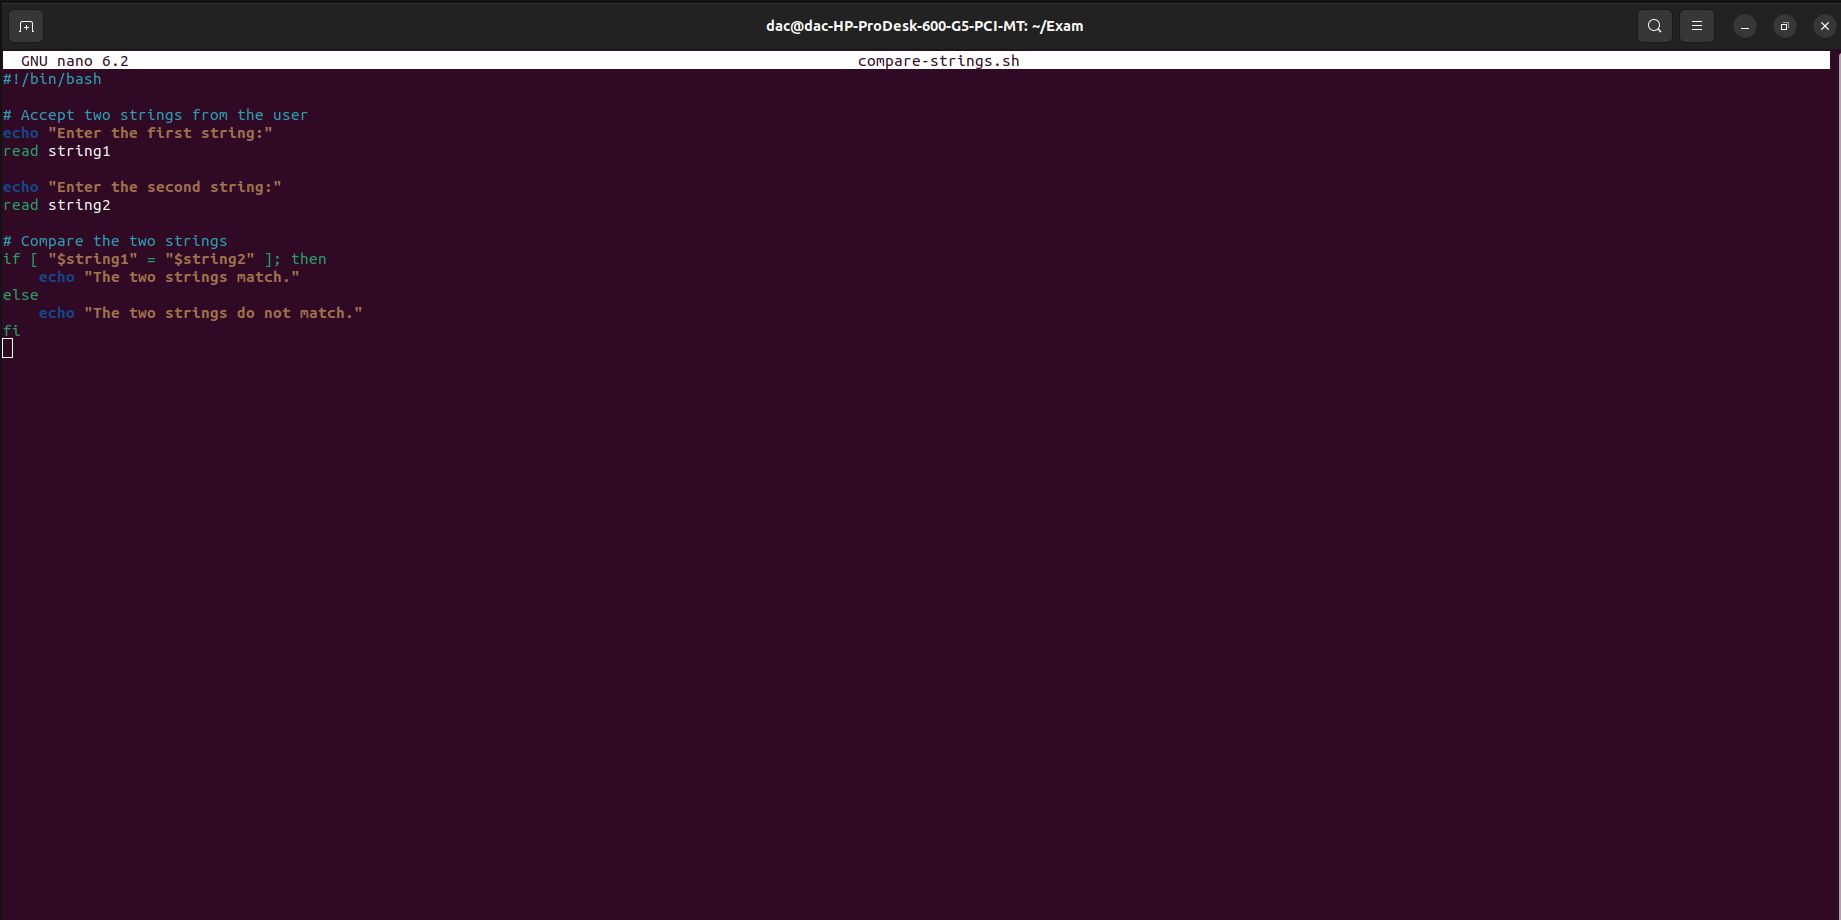 dac@dac-HP-ProDesk-600-G5-PCI-MT: ~/Exam
GNU nano 6.2 compare-strings.sh
#!/bin/bash
# Accept two strings from the user
echo "Enter the first string:"
read string1
echo "Enter the second string:"
read string2
# Compare the two strings
if [ "$string1" = "$string2" ]; then
    echo "The two strings match."
else
    echo "The two strings do not match."
fi